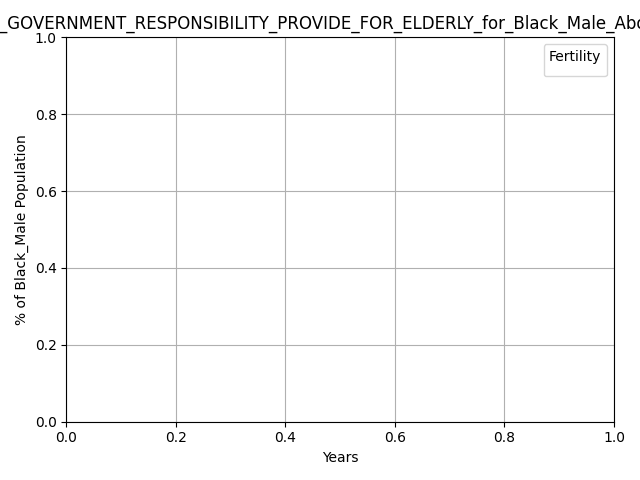 _GOVERNMENT_RESPONSIBILITY_PROVIDE_FOR_ELDERLY_for_Black_Male_Abo
Fertility
% of Black_Male Population
1.0
0.8
0.6
0.4
0.2
0.0
0.0 0.2 0.4 0.6 0.8 1.0
Years